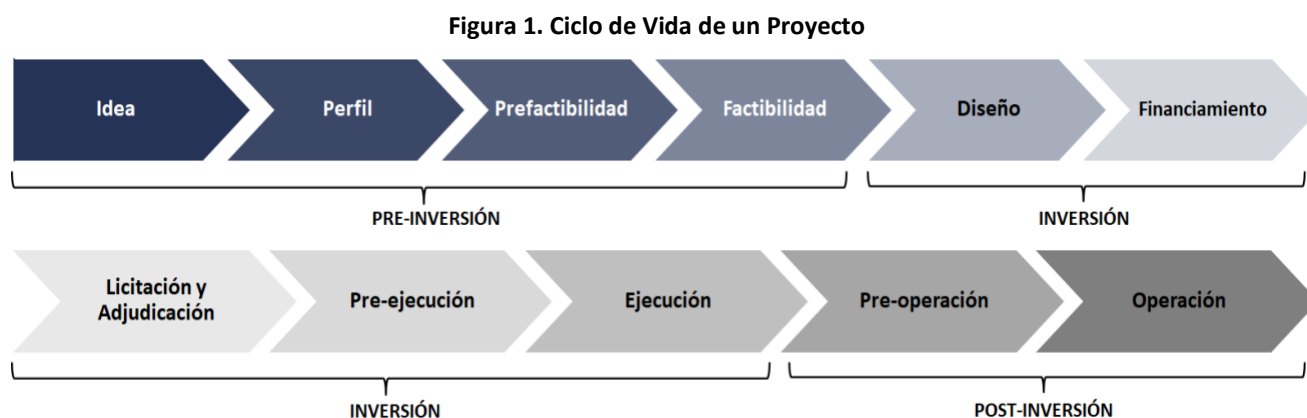 Figura 1. Ciclo de Vida de un Proyecto
Idea
Perfil
Prefactibilidad
Factibilidad
Diseño
Financiamiento
PRE-INVERSIÓN
INVERSIÓN
Licitación y
Adjudicación
Pre-ejecución
Ejecución
Pre-operación
Operación
INVERSIÓN
POST-INVERSIÓN